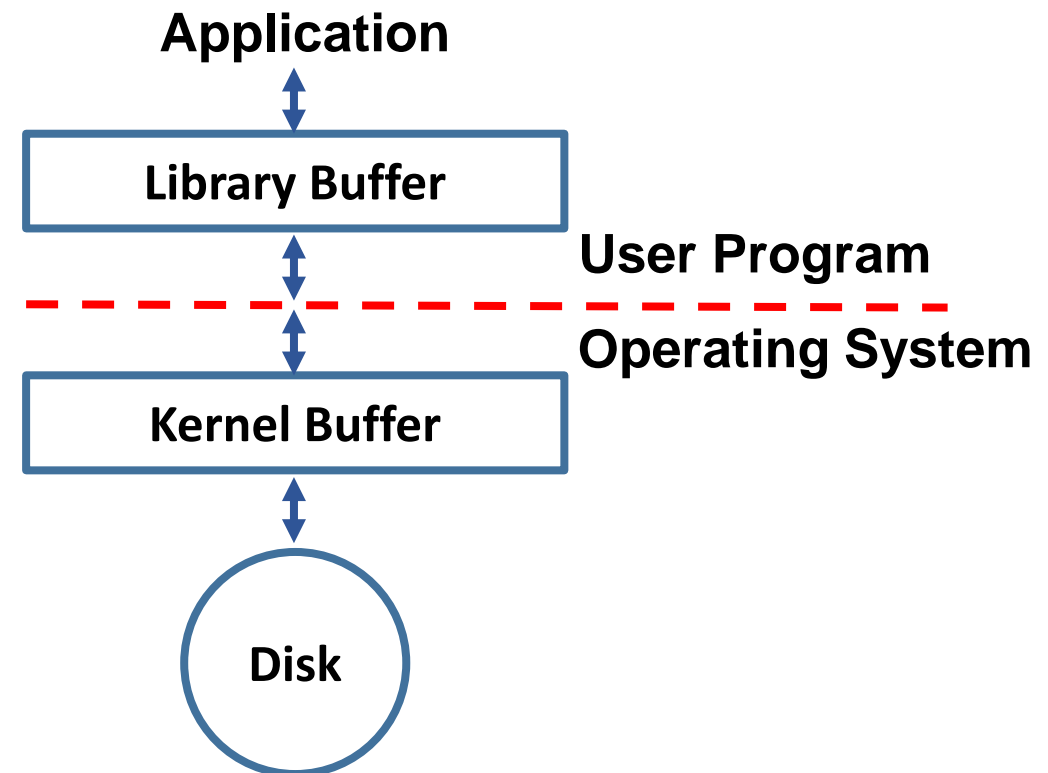 Application
Library Buffer
User Program
Operating System
Kernel Buffer
Disk